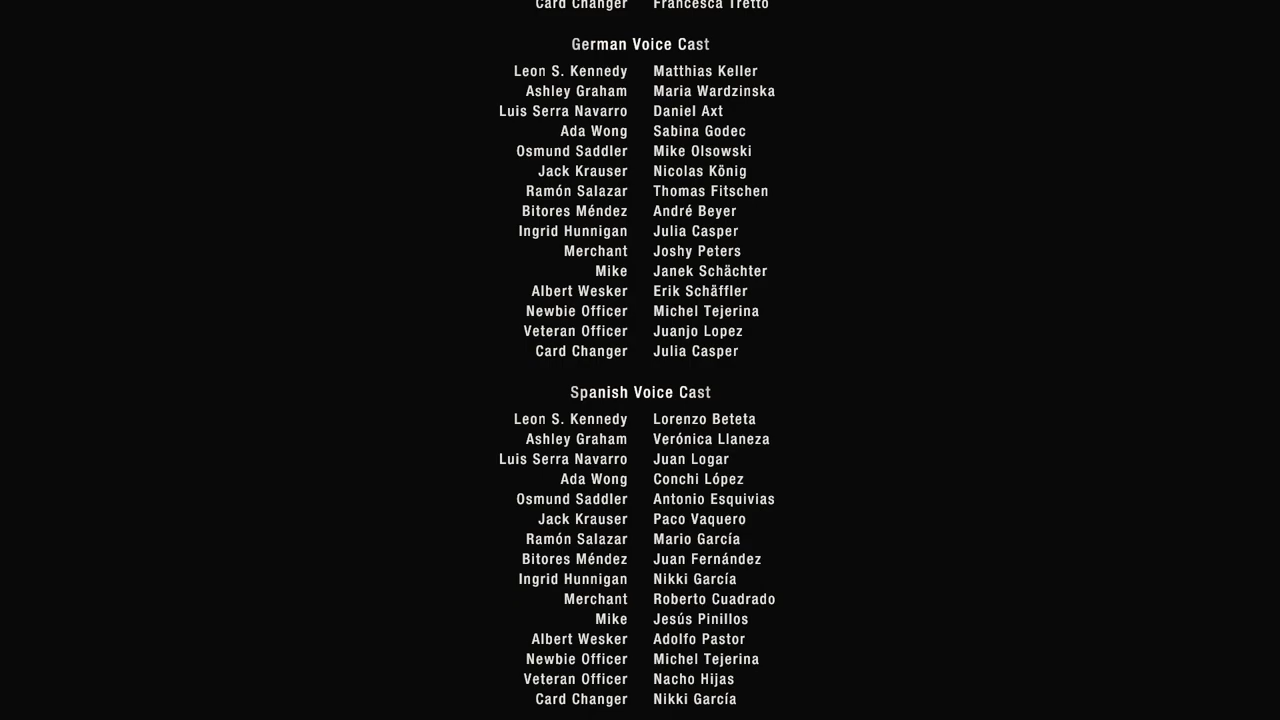 Card Changer Francesca Tretto
German Voice Cast
Leon S. Kennedy Matthias Keller
Ashley Graham Maria Wardzinska
Luis Serra Navarro Daniel Axt
Ada Wong Sabina Godec
Osmund Saddler Mike Olsowski
Jack Krauser Nicolas König
Ramón Salazar Thomas Fitschen
Bitores Méndez André Beyer
Ingrid Hunnigan Julia Casper
Merchant Joshy Peters
Mike Janek Schächter
Albert Wesker Erik Schäffler
Newbie Officer Michel Tejerina
Veteran Officer Juanjo Lopez
Card Changer Julia Casper
Spanish Voice Cast
Leon S. Kennedy Lorenzo Beteta
Ashley Graham Verónica Llaneza
Luis Serra Navarro Juan Logar
Ada Wong Conchi López
Osmund Saddler Antonio Esquivias
Jack Krauser Paco Vaquero
Ramón Salazar Mario García
Bitores Méndez Juan Fernández
Ingrid Hunnigan Nikki García
Merchant Roberto Cuadrado
Mike Jesús Pinillos
Albert Wesker Adolfo Pastor
Newbie Officer Michel Tejerina
Veteran Officer Nacho Hijas
Card Changer Nikki García